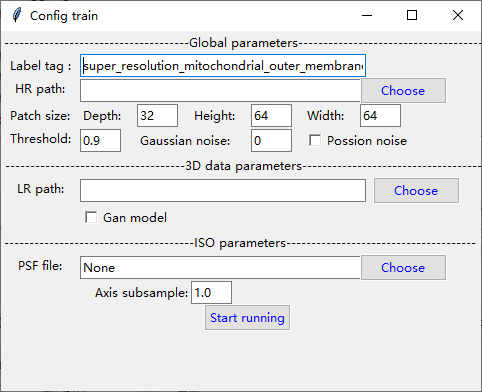 Config train
Global parameters
Label tag : super_resolution_mitochondrial_outer_membrane
HR path: Choose
Patch size: Depth: 32 Height: 64 Width: 64
Threshold: 0.9 Gaussian noise: 0 Possion noise
3D data parameters
LR path: Choose
Gan model
ISO parameters
PSF file: None Choose
Axis subsample: 1.0
Start running